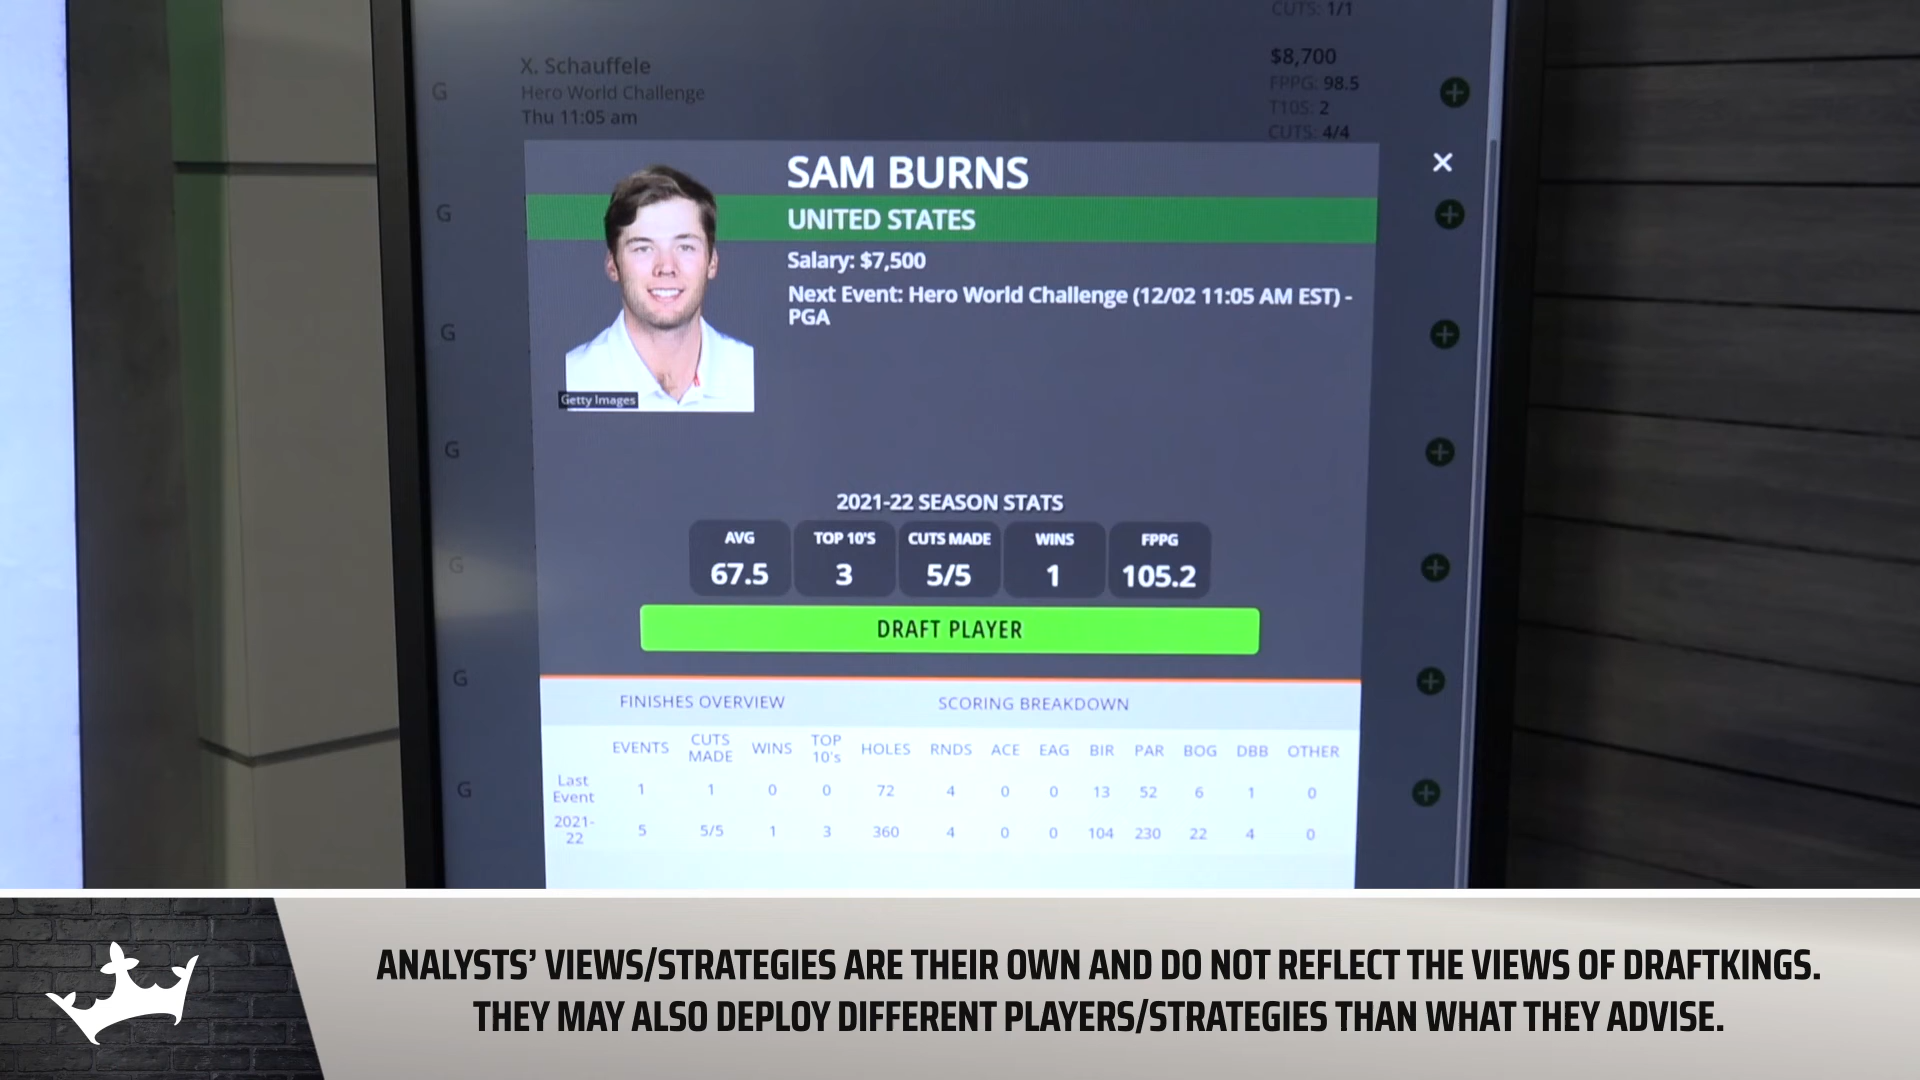 CUTS: 1/1
X. Schauffele
Hero World Challenge
Thu 11:05 am
$8,700
FPPG: 98.5
T10S: 2
CUTS: 4/4
G
G
G
G
G
G
G
SAM BURNS
UNITED STATES
Salary: $7,500
Next Event: Hero World Challenge (12/02 11:05 AM EST) -
PGA
Getty Images
2021-22 SEASON STATS
AVG TOP 10'S CUTS MADE WINS FPPG
67.5 3 5/5 1 105.2
DRAFT PLAYER
FINISHES OVERVIEW SCORING BREAKDOWN
EVENTS CUTS MADE WINS TOP 10's HOLES RNDS ACE EAG BIR PAR BOG DBB OTHER
Last Event 1 1 0 0 72 4 0 0 13 52 6 1 0
2021-22 5 5/5 1 3 360 4 0 0 104 230 22 4 0
ANALYSTS' VIEWS/STRATEGIES ARE THEIR OWN AND DO NOT REFLECT THE VIEWS OF DRAFTKINGS.
THEY MAY ALSO DEPLOY DIFFERENT PLAYERS/STRATEGIES THAN WHAT THEY ADVISE.